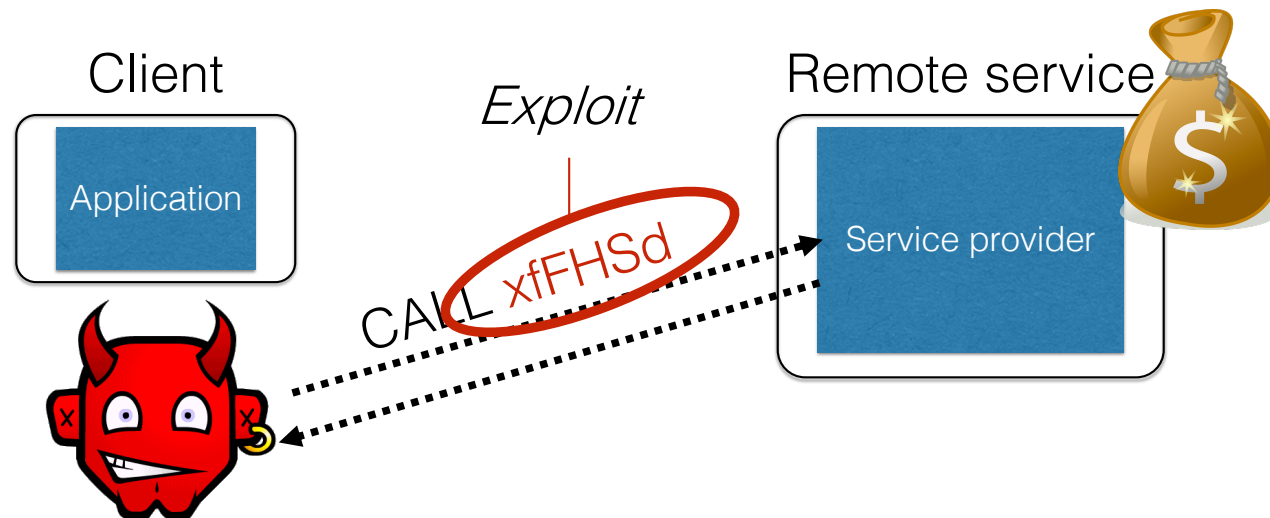 Client
Exploit
Remote service
$
Application
Service provider
CALL xfFHSd
x x